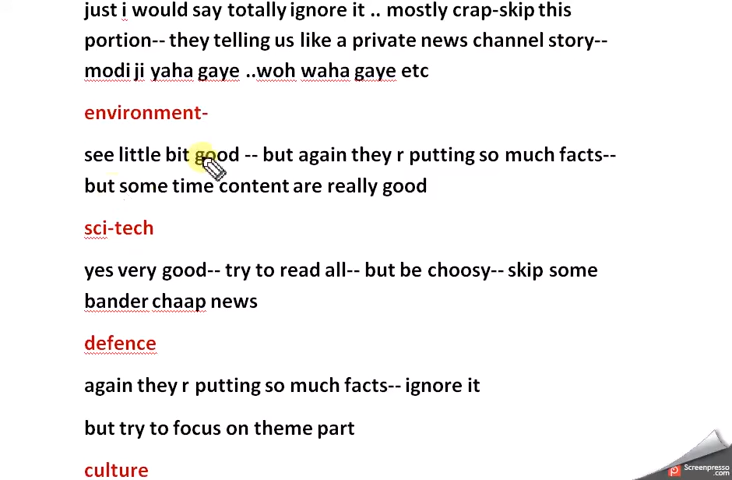 just i would say totally ignore it .. mostly crap-skip this
portion-- they telling us like a private news channel story--
modi ji yaha gaye ..woh waha gaye etc
environment-
see little bit good -- but again they r putting so much facts--
but some time content are really good
sci-tech
yes very good-- try to read all-- but be choosy-- skip some
bander chaap news
defence
again they r putting so much facts-- ignore it
but try to focus on theme part
culture
Screenpresso
.com